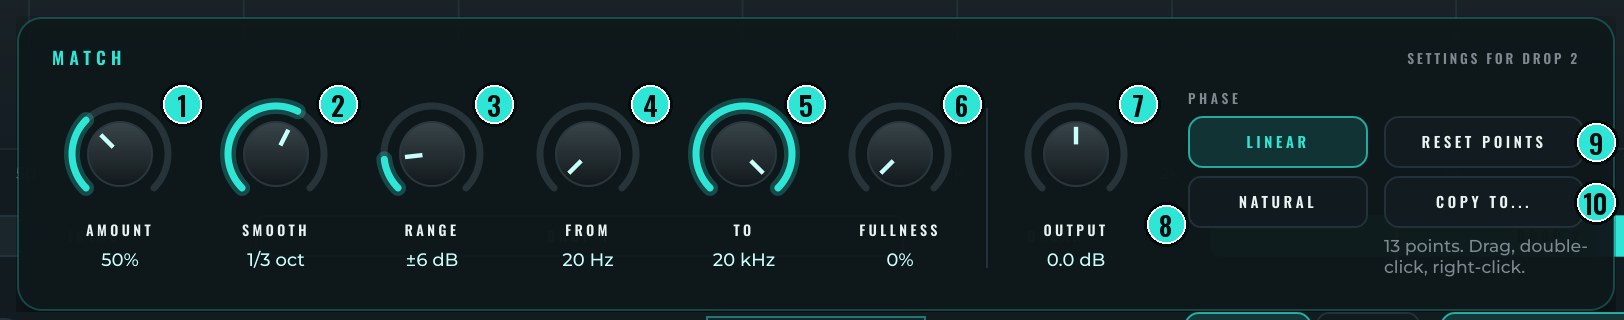 MATCH
SETTINGS FOR DROP 2
1 2 3 4 5 6 7
PHASE
LINEAR RESET POINTS 9
NATURAL COPY TO... 10
8
AMOUNT SMOOTH RANGE FROM TO FULLNESS OUTPUT
50% 1/3 oct ±6 dB 20 Hz 20 kHz 0% 0.0 dB
13 points. Drag, double-
click, right-click.